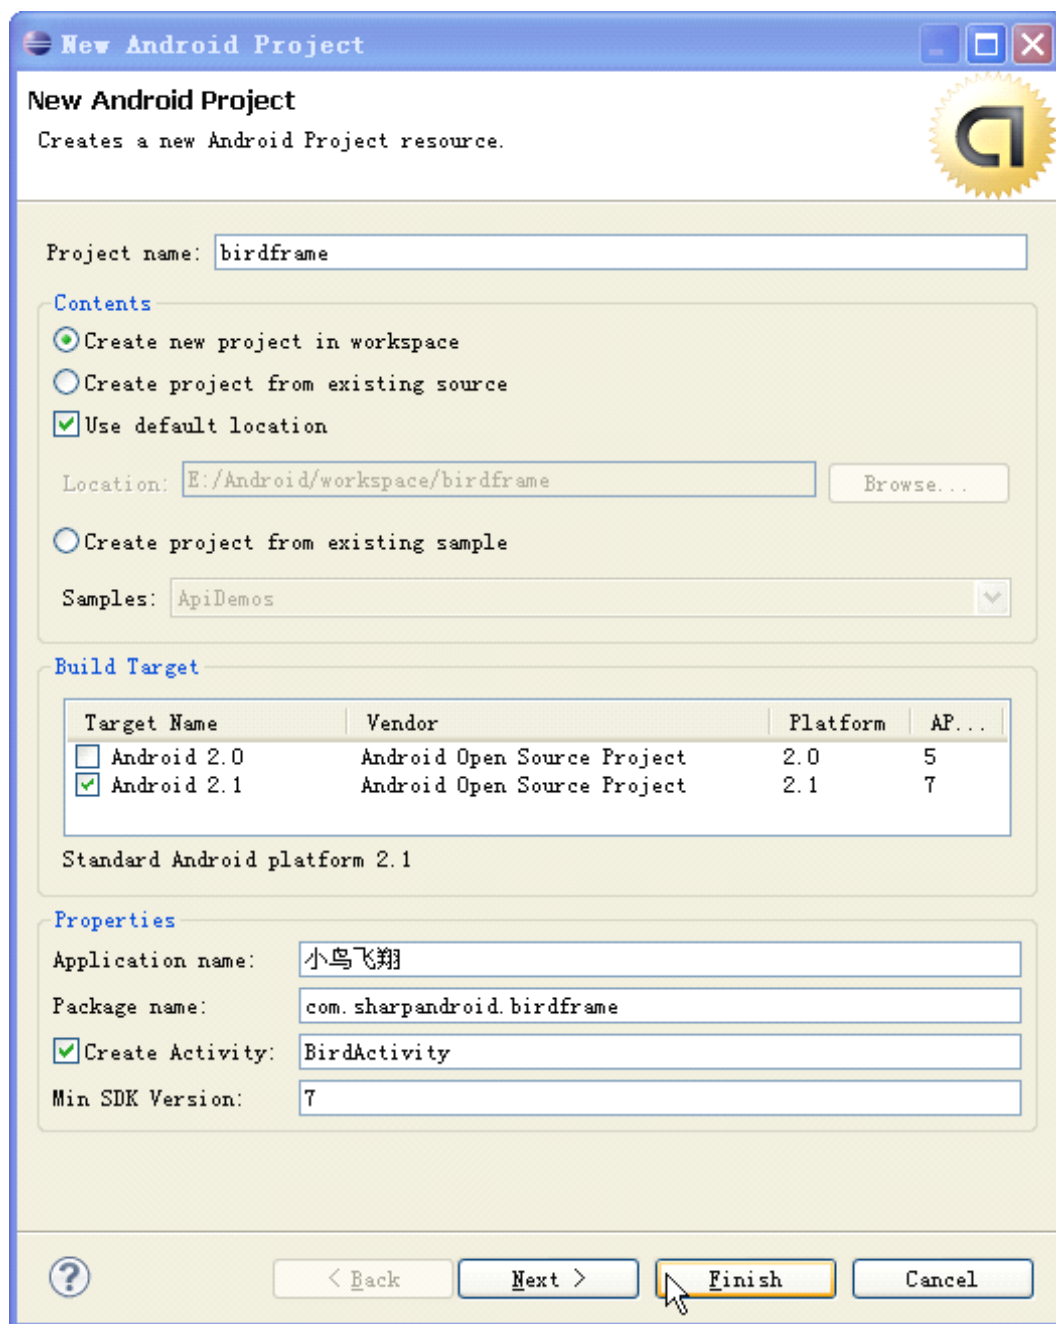 New Android Project
New Android Project
Creates a new Android Project resource.
Project name: birdframe
Contents
Create new project in workspace
Create project from existing source
Use default location
Location: E:/Android/workspace/birdframe Browse...
Create project from existing sample
Samples: ApiDemos
Build Target
Target Name Vendor Platform AP...
Android 2.0 Android Open Source Project 2.0 5
Android 2.1 Android Open Source Project 2.1 7
Standard Android platform 2.1
Properties
Application name: 小鸟飞翔
Package name: com.sharpandroid.birdframe
Create Activity: BirdActivity
Min SDK Version: 7
? < Back Next > Finish Cancel